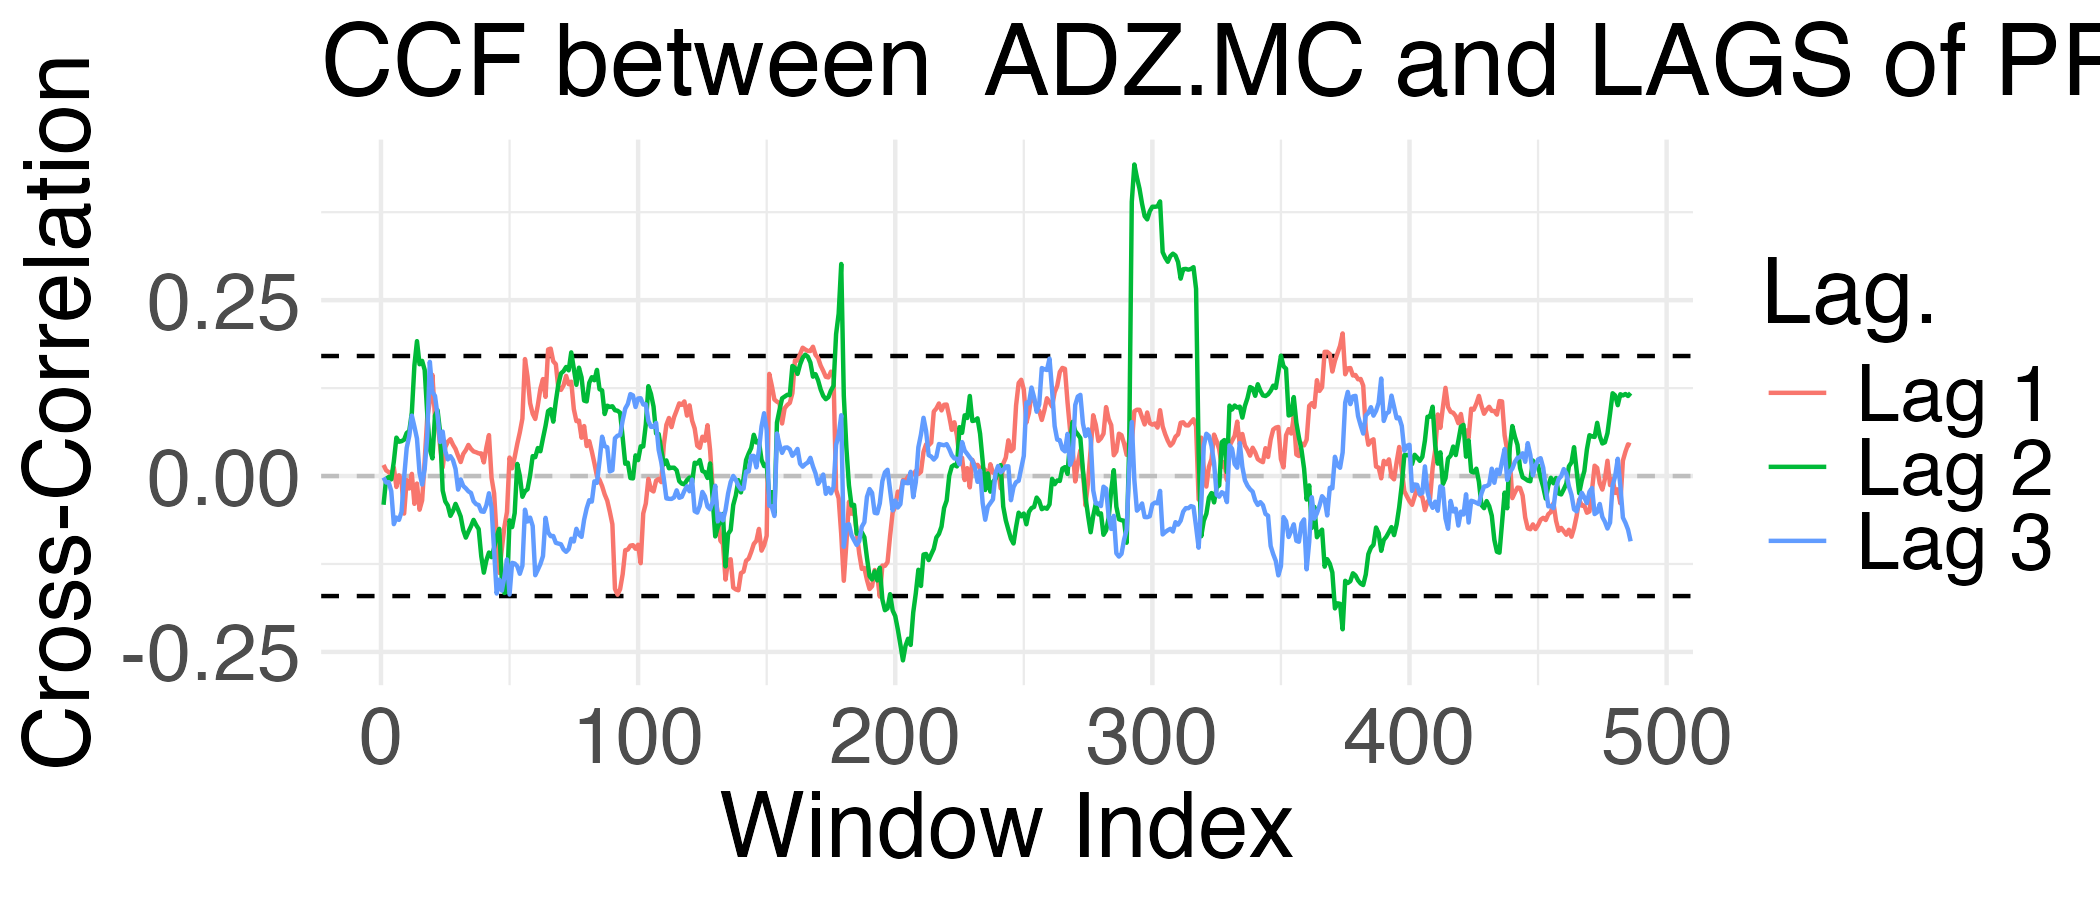 CCF between ADZ.MC and LAGS of
Cross-Correlation
0.25
0.00
-0.25
0
100
200
300
400
500
Window Index
Lag.
Lag 1
Lag 2
Lag 3